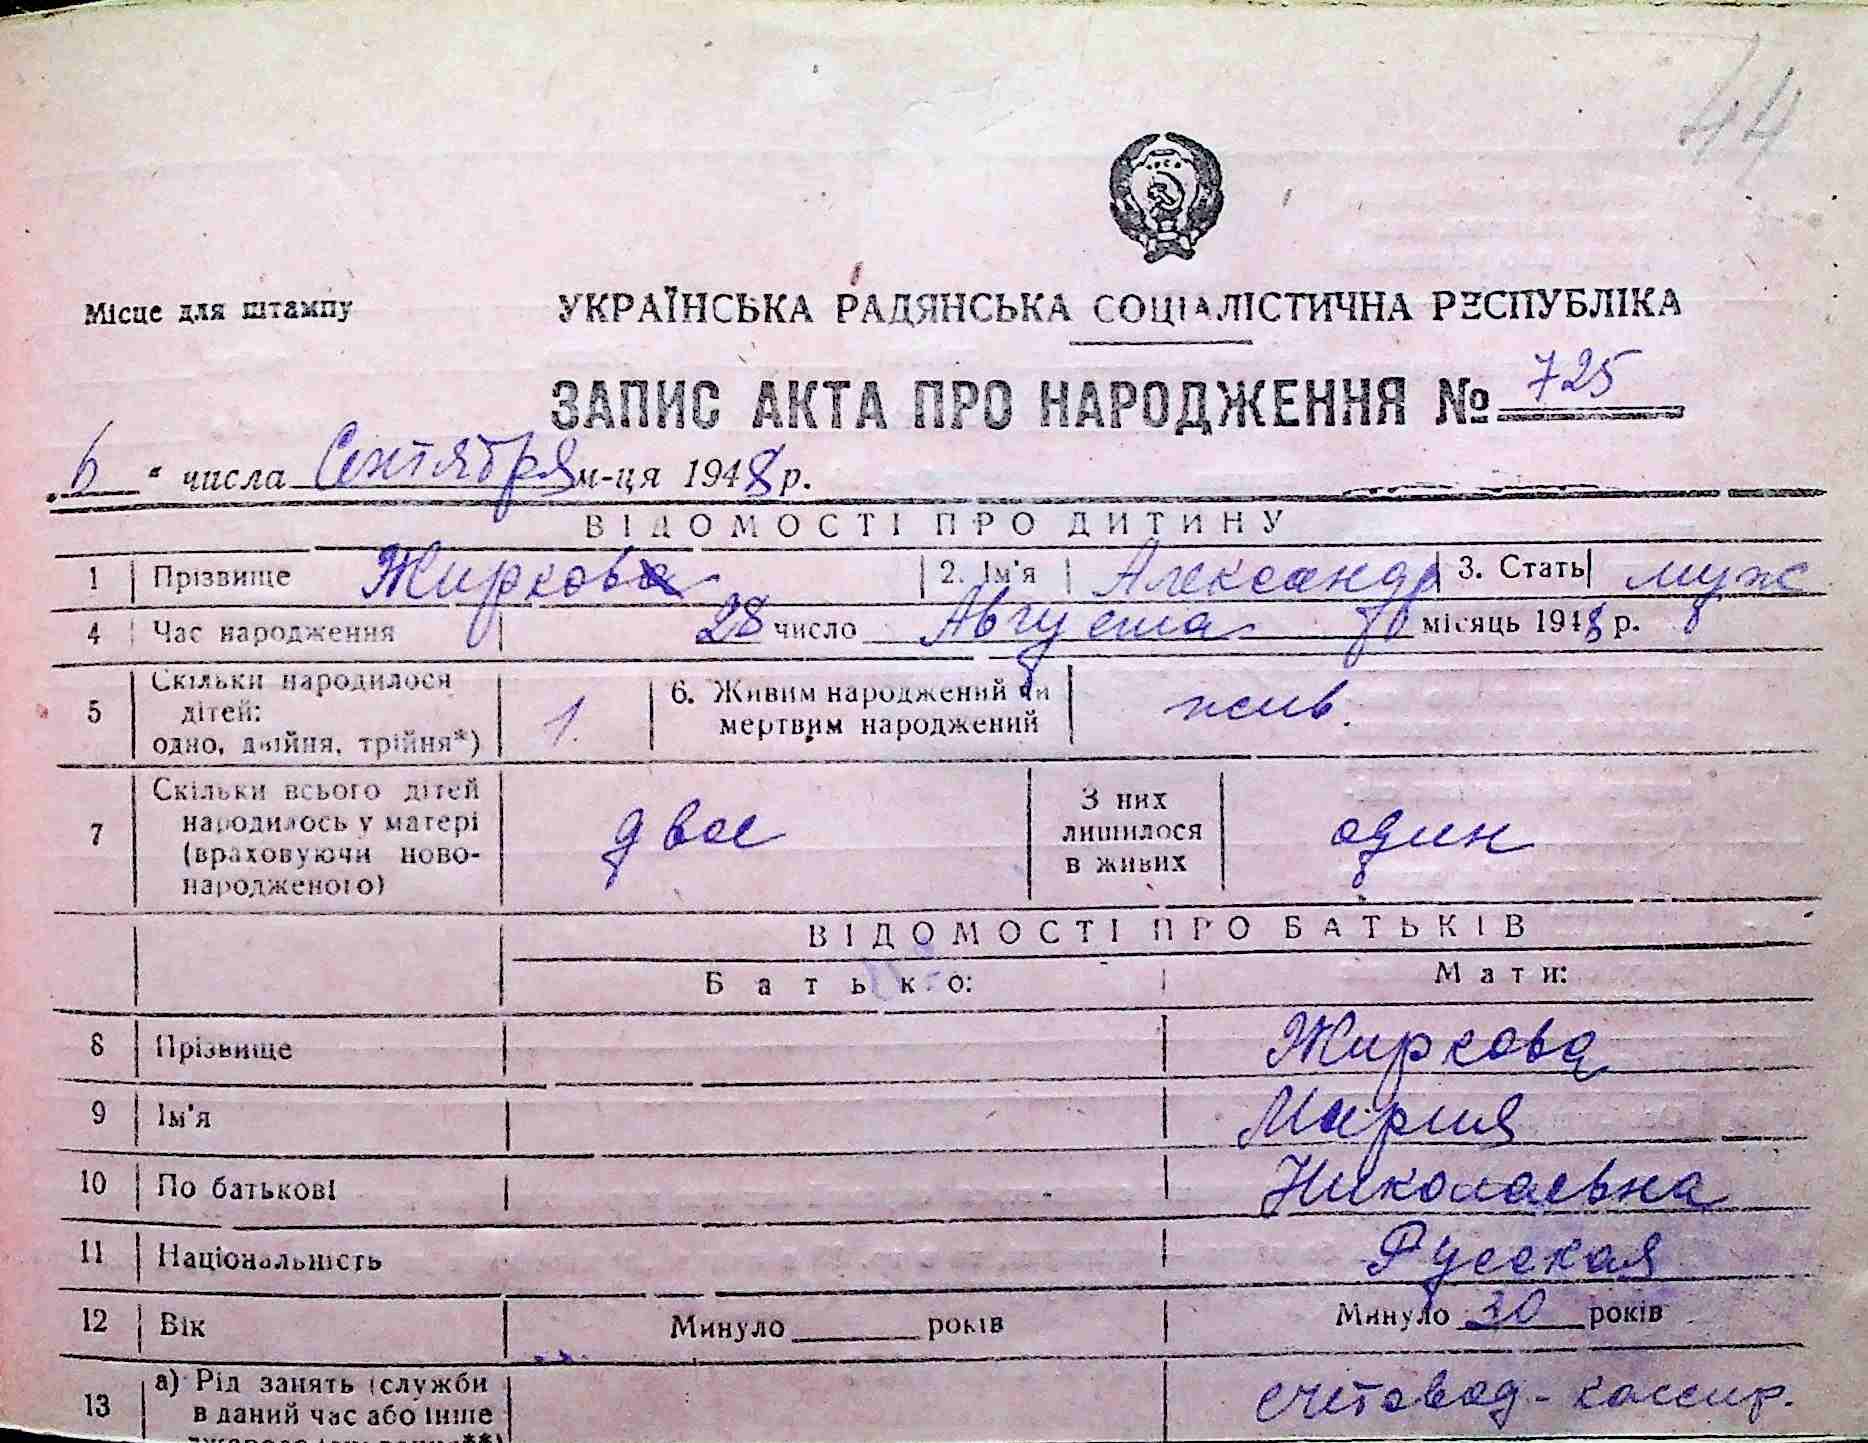 44
Місце для штампу
УКРАЇНСЬКА РАДЯНСЬКА СОЦІАЛІСТИЧНА РЕСПУБЛІКА
ЗАПИС АКТА ПРО НАРОДЖЕННЯ № 725
„6 “ числа Сентября м-ця 1948 р.
ВІДОМОСТІ ПРО ДИТИНУ
1 Прізвище Жирков 2. Ім'я Александр 3. Стать муж
4 Час народження 28 число Августа місяць 1948 р.
5 Скільки народилося дітей: одно, двійня, трійня*) 1. 6. Живим народжений чи мертвим народжений жив.
7 Скільки всього дітей народилось у матері (враховуючи новонародженого) двое З них лишилося в живих один
ВІДОМОСТІ ПРО БАТЬКІВ
Батько: Мати:
8 Прізвище Жиркова
9 Ім'я Мария
10 По батькові Николаевна
11 Національність Русская
12 Вік Минуло ______ років Минуло 30 років
13 а) Рід занять (служби в даний час або інше счетовод-кассир.